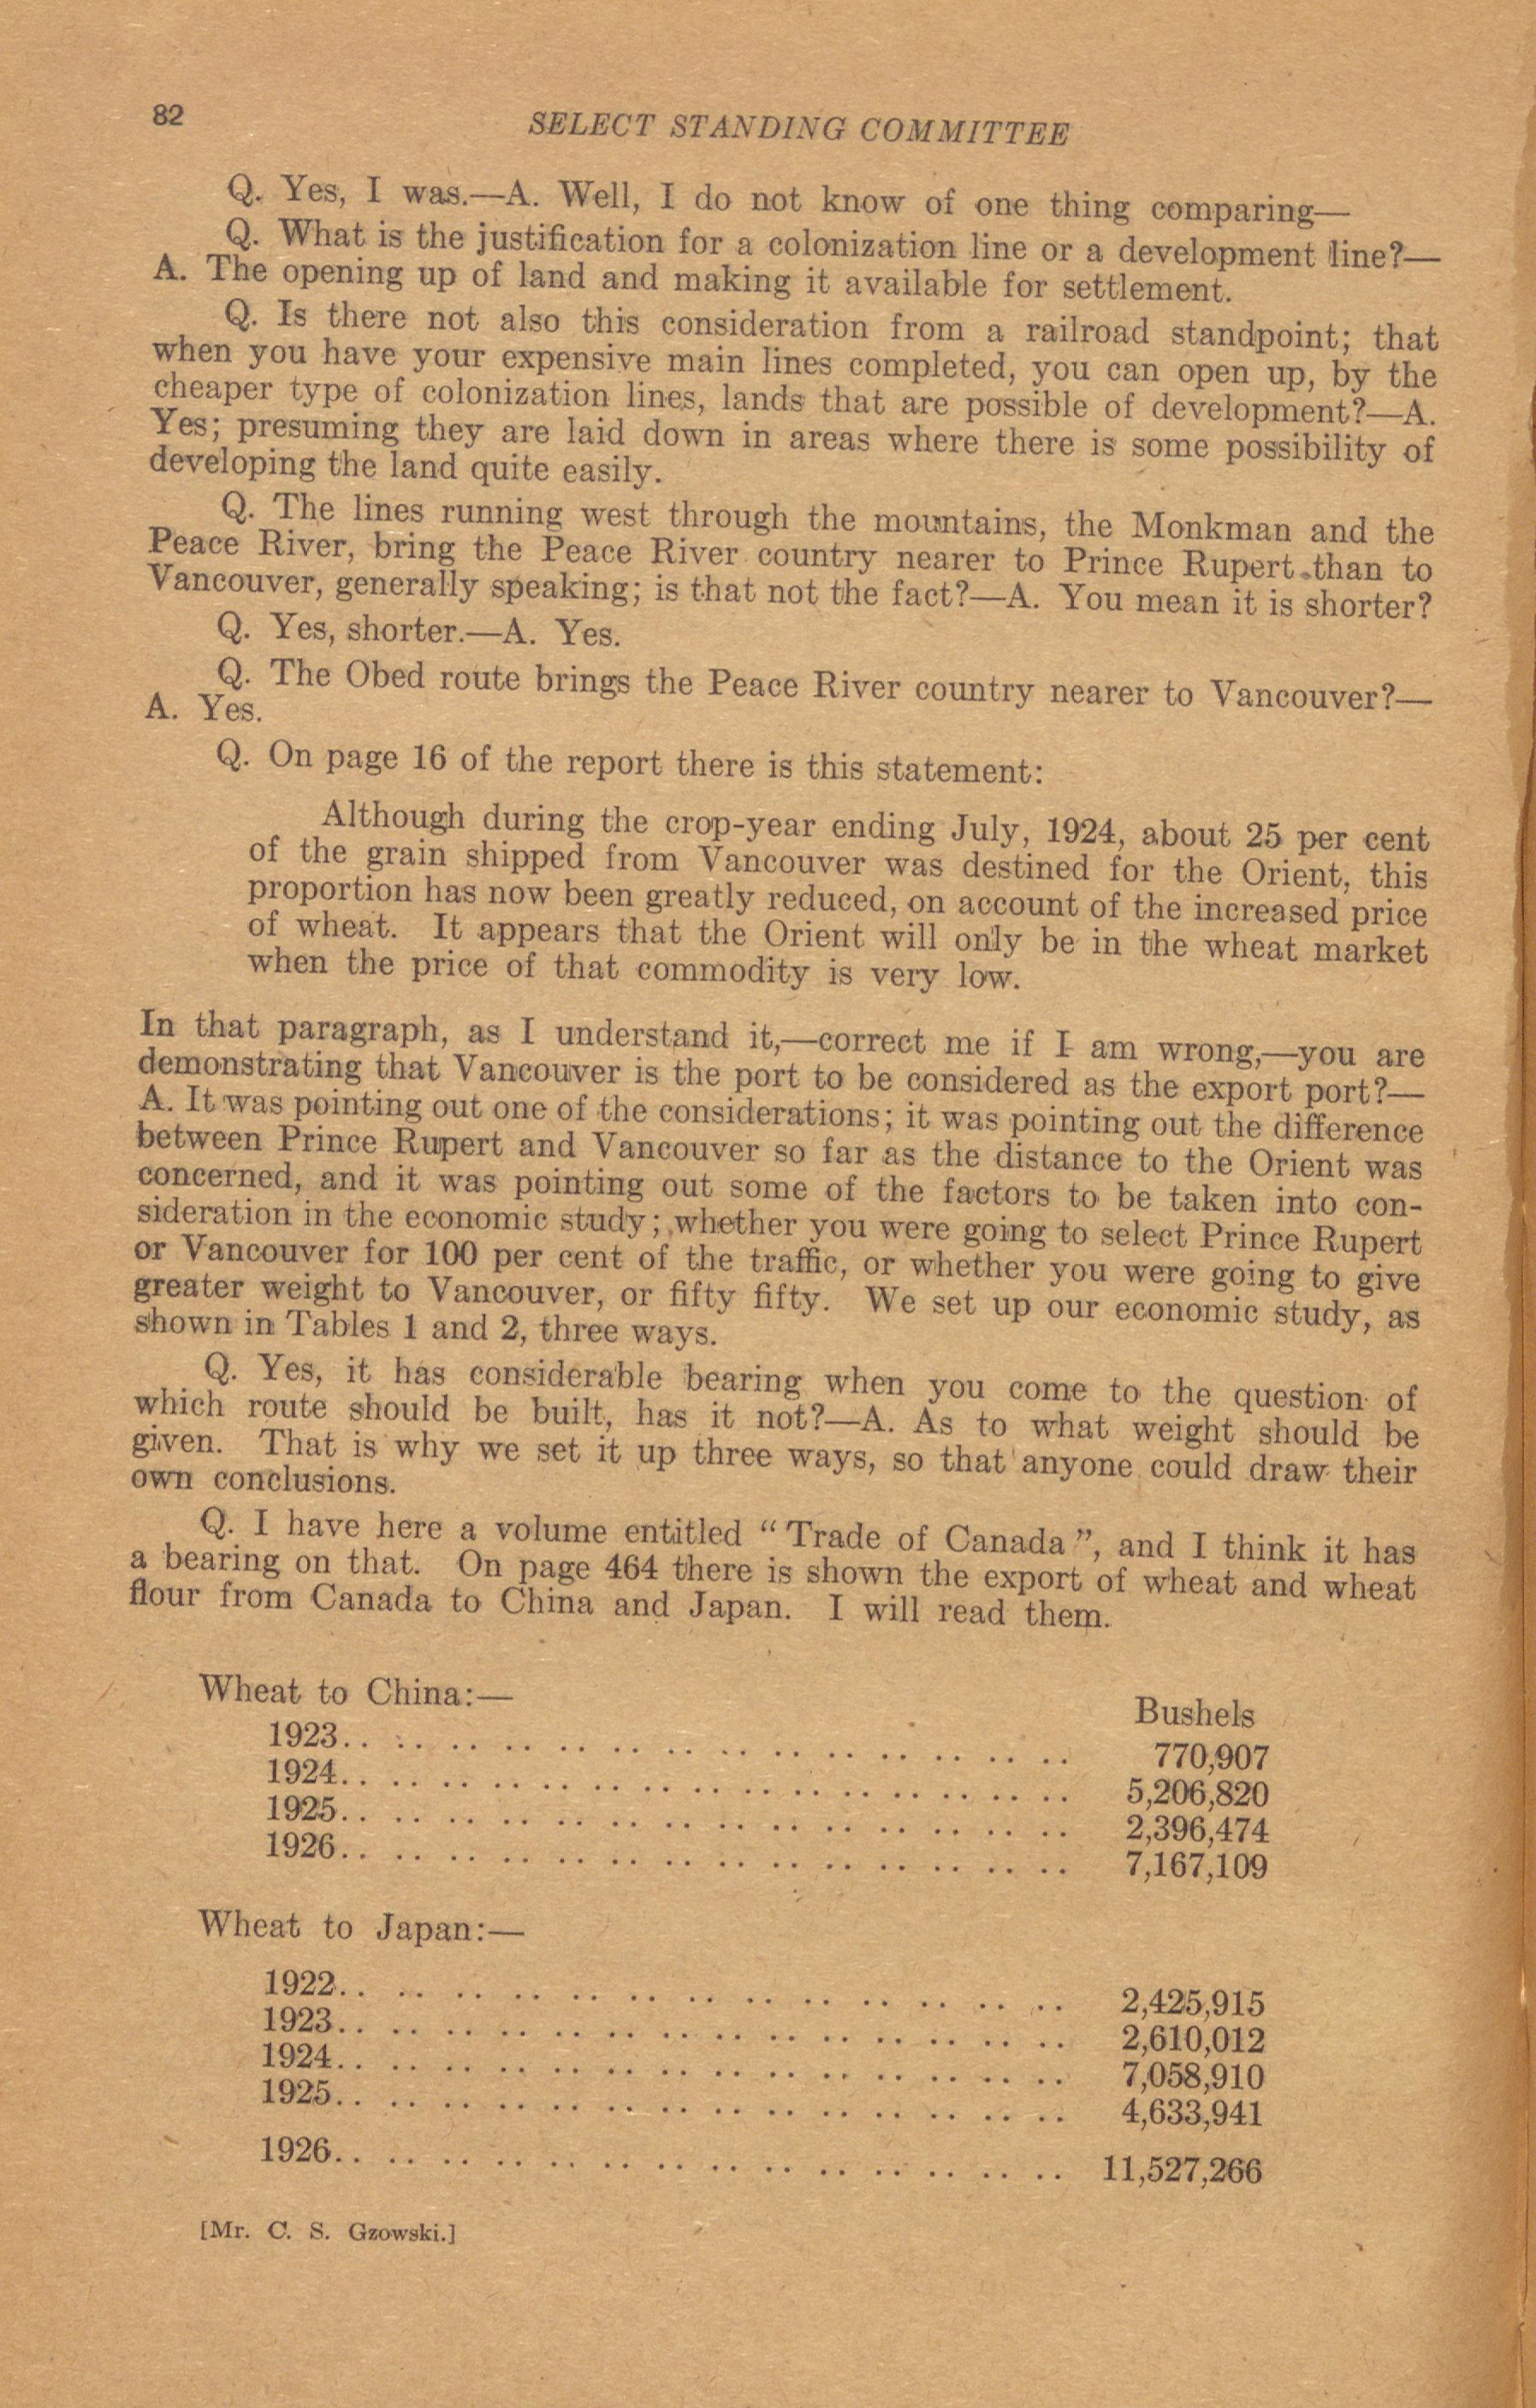 82
SELECT STANDING COMMITTEE
Q. Yes, I was.—A. Well, I do not know of one thing comparing—
Q. What is the justification for a colonization line or a development line?—
A. The opening up of land and making it available for settlement.
Q. Is there not also this consideration from a railroad standpoint; that
when you have your expensive main lines completed, you can open up, by the
cheaper type of colonization lines, lands that are possible of development?—A.
Yes; presuming they are laid down in areas where there is some possibility of
developing the land quite easily.
Q. The lines running west through the mountains, the Monkman and the
Peace River, bring the Peace River country nearer to Prince Rupert than to
Vancouver, generally speaking; is that not the fact?—A. You mean it is shorter?
Q. Yes, shorter.—A. Yes.
Q. The Obed route brings the Peace River country nearer to Vancouver?—
A. Yes.
Q. On page 16 of the report there is this statement:
Although during the crop-year ending July, 1924, about 25 per cent
of the grain shipped from Vancouver was destined for the Orient, this
proportion has now been greatly reduced, on account of the increased price
of wheat. It appears that the Orient will only be in the wheat market
when the price of that commodity is very low.
In that paragraph, as I understand it,—correct me if I am wrong,—you are
demonstrating that Vancouver is the port to be considered as the export port?—
A. It was pointing out one of the considerations; it was pointing out the difference
between Prince Rupert and Vancouver so far as the distance to the Orient was
concerned, and it was pointing out some of the factors to be taken into con-
sideration in the economic study; whether you were going to select Prince Rupert
or Vancouver for 100 per cent of the traffic, or whether you were going to give
greater weight to Vancouver, or fifty fifty. We set up our economic study, as
shown in Tables 1 and 2, three ways.
Q. Yes, it has considerable bearing when you come to the question of
which route should be built, has it not?—A. As to what weight should be
given. That is why we set it up three ways, so that anyone could draw their
own conclusions.
Q. I have here a volume entitled "Trade of Canada", and I think it has
a bearing on that. On page 464 there is shown the export of wheat and wheat
flour from Canada to China and Japan. I will read them.
Wheat to China:—
Bushels
1923.. .. .. .. .. .. .. .. .. .. .. .. .. .. 770,907
1924.. .. .. .. .. .. .. .. .. .. .. .. .. .. .. 5,206,820
1925.. .. .. .. .. .. .. .. .. .. .. .. .. .. 2,396,474
1926.. .. .. .. .. .. .. .. .. .. .. .. .. .. 7,167,109
Wheat to Japan:—
1922.. .. .. .. .. .. .. .. .. .. .. .. .. 2,425,915
1923.. .. .. .. .. .. .. .. .. .. .. .. .. .. 2,610,012
1924.. .. .. .. .. .. .. .. .. .. .. .. .. .. 7,058,910
1925.. .. .. .. .. .. .. .. .. .. .. .. .. .. 4,633,941
1926.. .. .. .. .. .. .. .. .. .. .. .. .. .. 11,527,266
[Mr. C. S. Gzowski.]